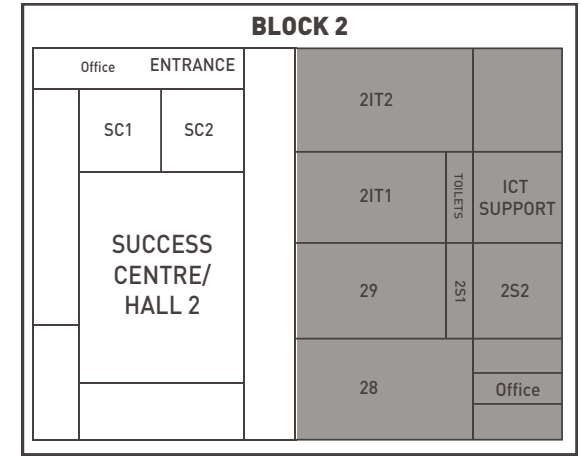 BLOCK 2
Office
ENTRANCE
SC1
SC2
SUCCESS
CENTRE/
HALL 2
2IT2
2IT1
TOILETS
ICT
SUPPORT
29
2S1
2S2
28
Office